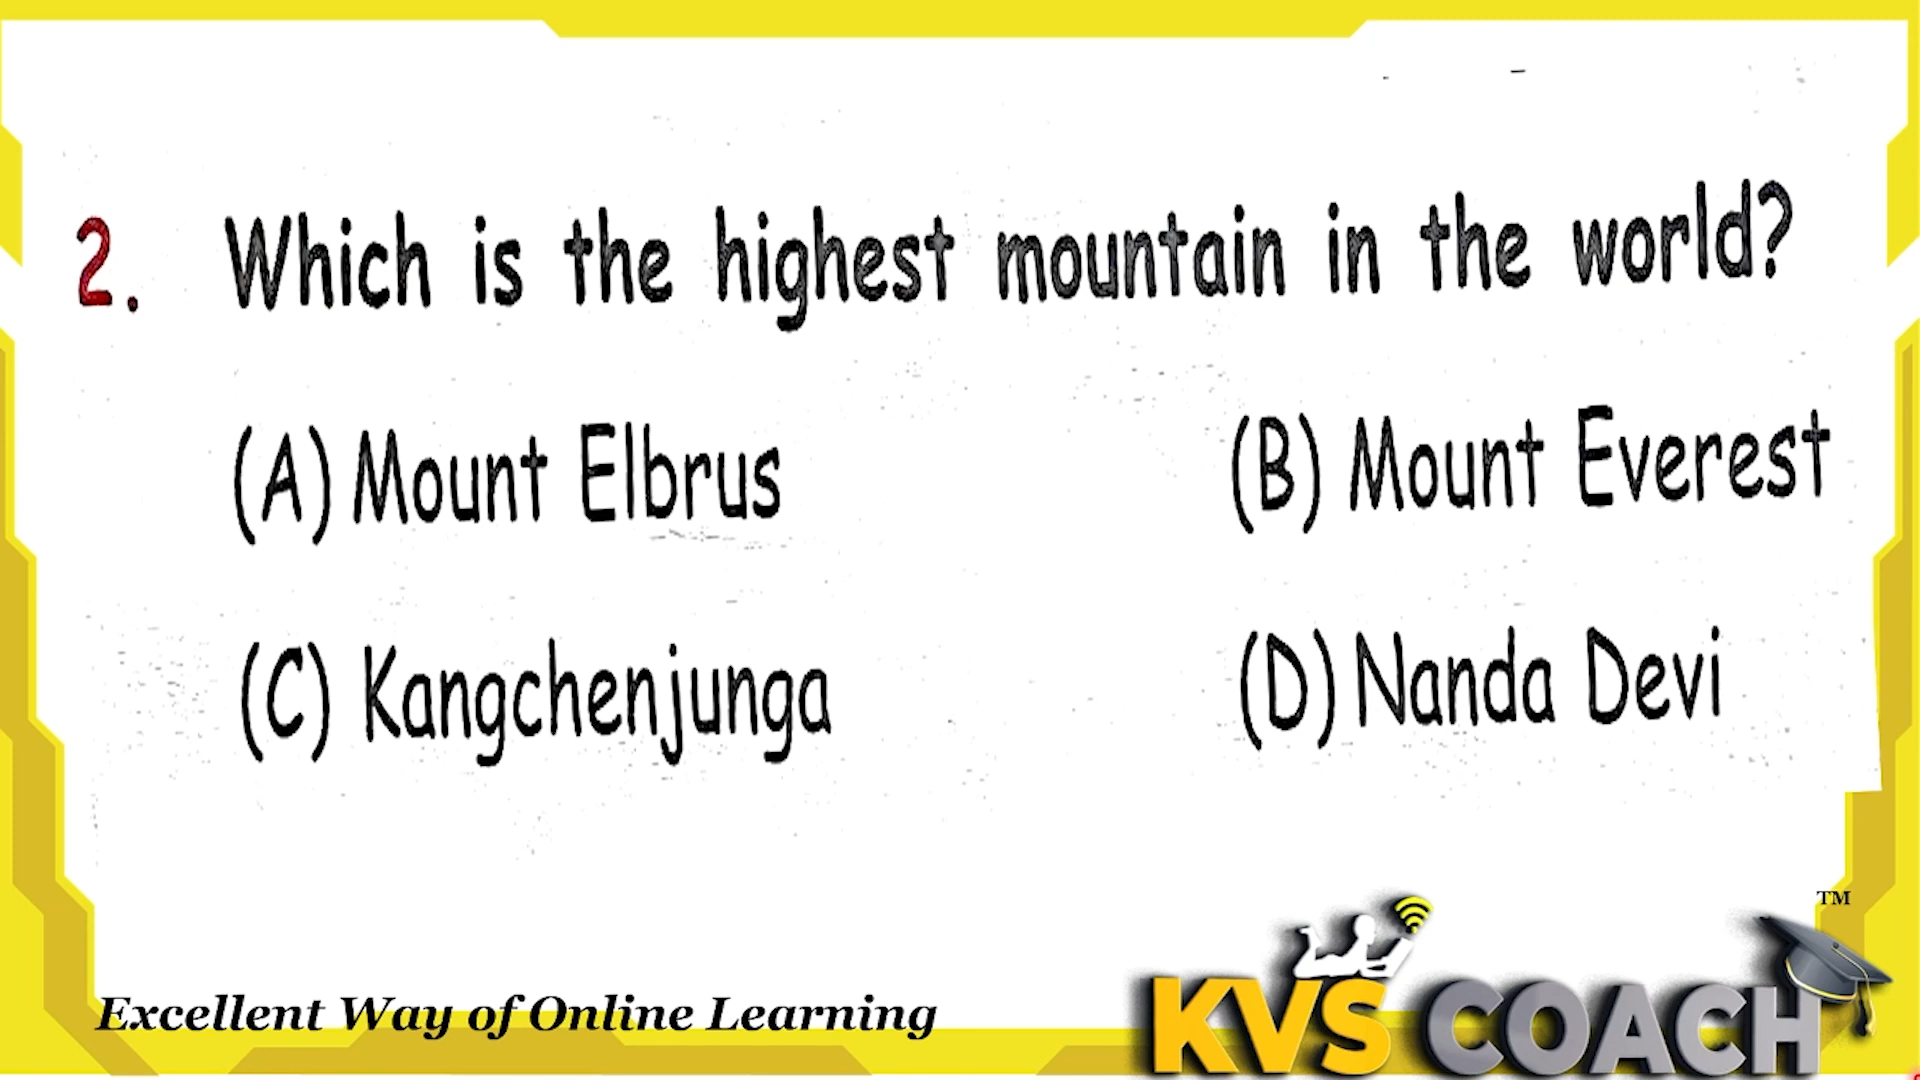 2. Which is the highest mountain in the world?
(A) Mount Elbrus (B) Mount Everest
(C) Kangchenjunga (D) Nanda Devi
TM
Excellent Way of Online Learning KVS COACH